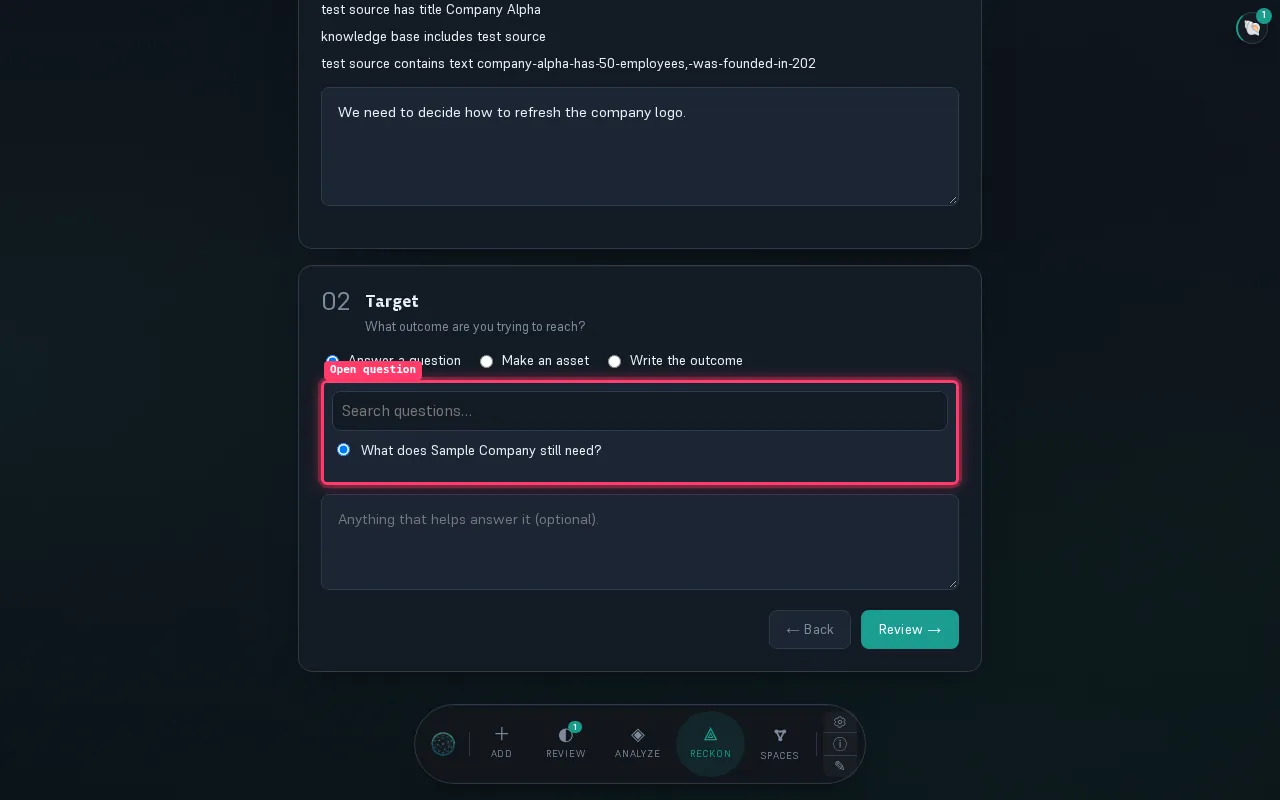 test source has title Company Alpha
1
knowledge base includes test source
test source contains text company-alpha-has-50-employees,-was-founded-in-202
We need to decide how to refresh the company logo.
02 Target
What outcome are you trying to reach?
Answer a question Make an asset Write the outcome
Open question
Search questions...
What does Sample Company still need?
Anything that helps answer it (optional).
← Back Review →
1
ADD REVIEW ANALYZE RECKON SPACES